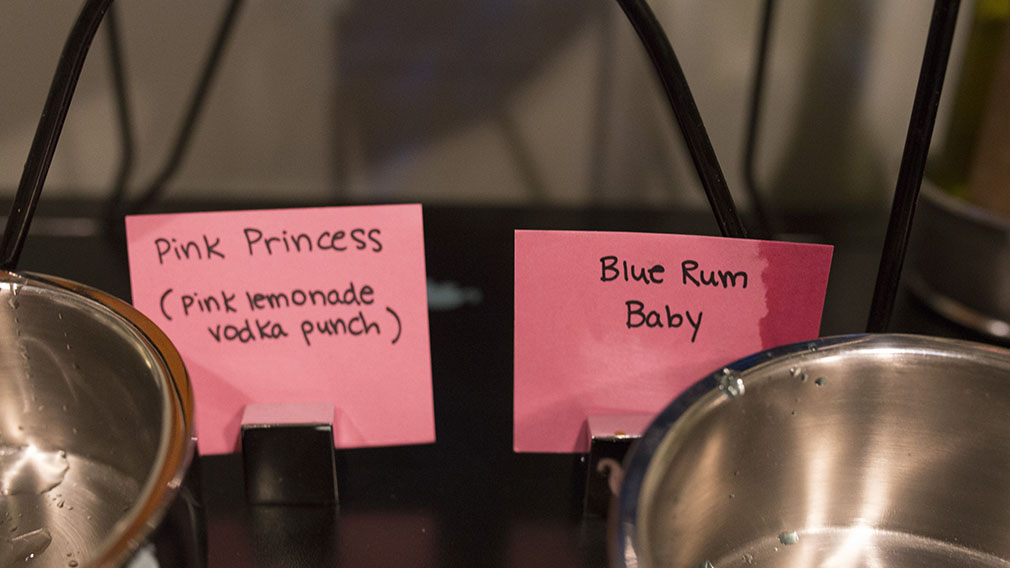 Pink Princess
(pink lemonade
vodka punch)
Blue Rum
Baby